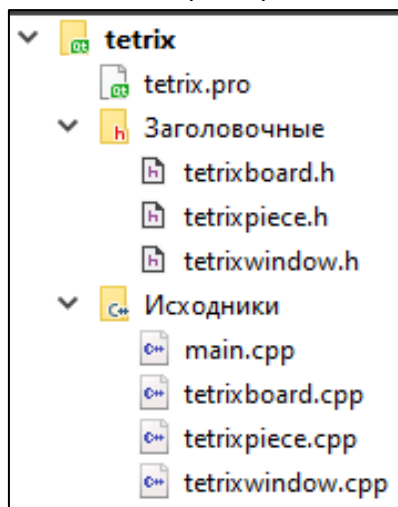 tetrix
tetrix.pro
Заголовочные
tetrixboard.h
tetrixpiece.h
tetrixwindow.h
Исходники
main.cpp
tetrixboard.cpp
tetrixpiece.cpp
tetrixwindow.cpp